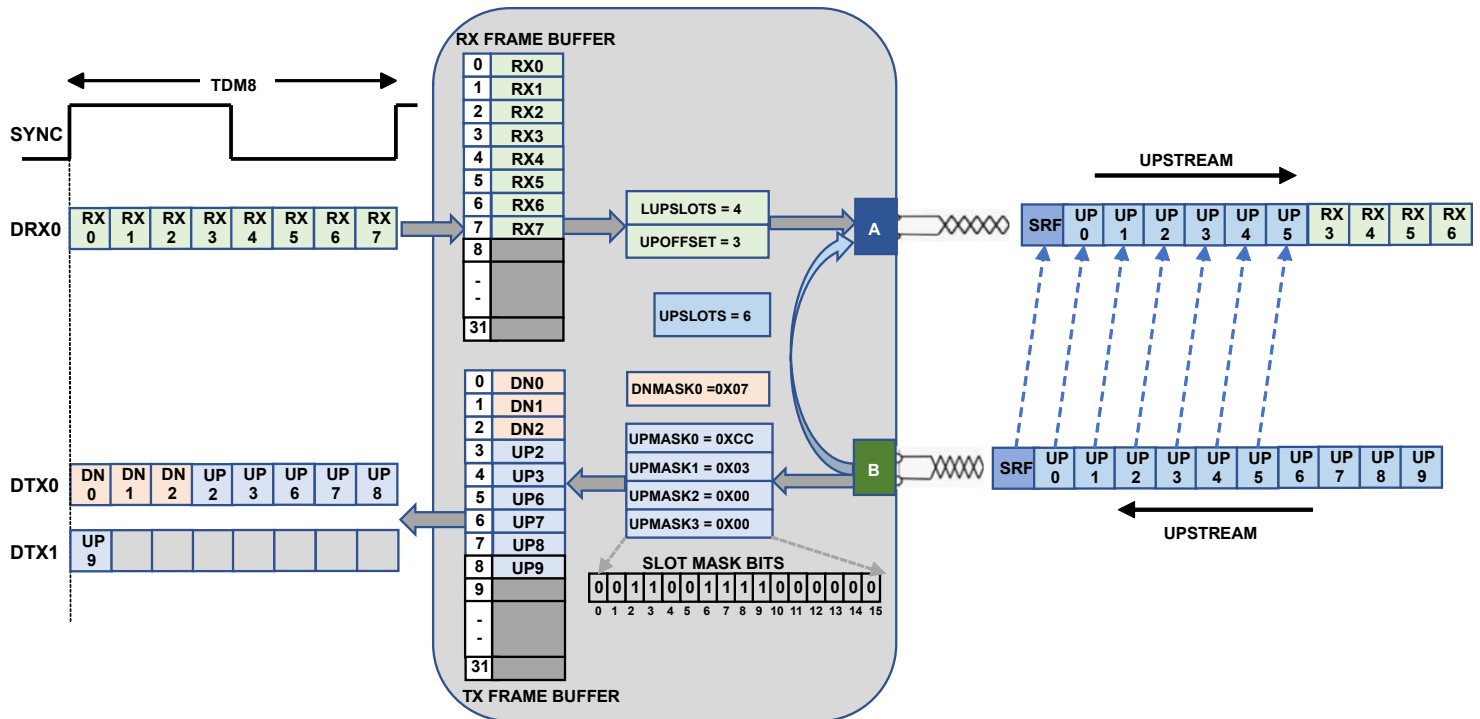 RX FRAME BUFFER
TDM8
SYNC
0 RX0
1 RX1
2 RX2
3 RX3
4 RX4
5 RX5
6 RX6
7 RX7
8
-
-
31
DRX0
RX 0
RX 1
RX 2
RX 3
RX 4
RX 5
RX 6
RX 7
LUPSLOTS = 4
UPOFFSET = 3
UPSLOTS = 6
A
UPSTREAM
SRF
UP 0
UP 1
UP 2
UP 3
UP 4
UP 5
RX 3
RX 4
RX 5
RX 6
0 DN0
1 DN1
2 DN2
3 UP2
4 UP3
5 UP6
6 UP7
7 UP8
8 UP9
9
-
-
31
TX FRAME BUFFER
DNMASK0 =0X07
UPMASK0 = 0XCC
UPMASK1 = 0X03
UPMASK2 = 0X00
UPMASK3 = 0X00
B
SRF
UP 0
UP 1
UP 2
UP 3
UP 4
UP 5
UP 6
UP 7
UP 8
UP 9
UPSTREAM
DTX0
DN 0
DN 1
DN 2
UP 2
UP 3
UP 6
UP 7
UP 8
DTX1
UP 9
SLOT MASK BITS
0 0 1 1 0 0 1 1 1 1 0 0 0 0 0 0
0 1 2 3 4 5 6 7 8 9 10 11 12 13 14 15